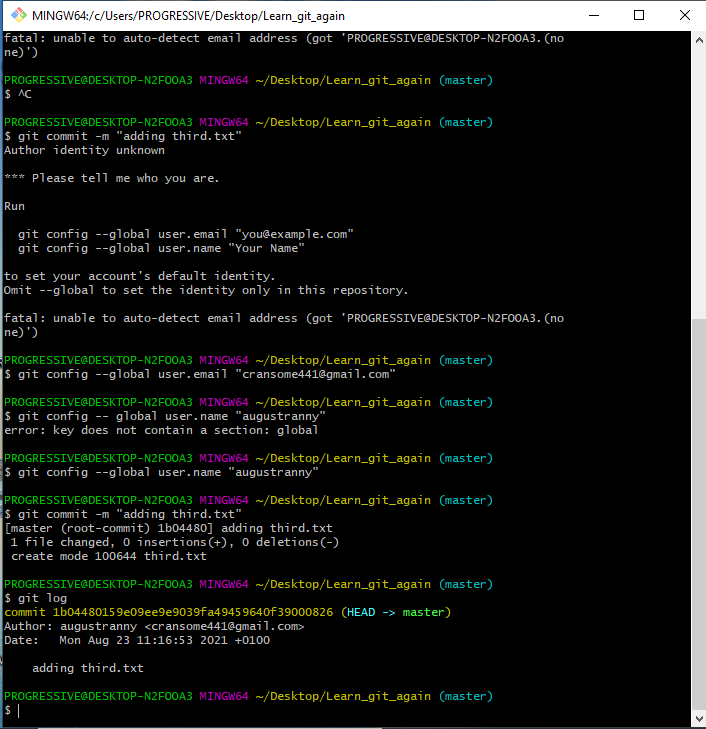 MINGW64:/c/Users/PROGRESSIVE/Desktop/Learn_git_again
fatal: unable to auto-detect email address (got 'PROGRESSIVE@DESKTOP-N2FOOA3.(no
ne)')
PROGRESSIVE@DESKTOP-N2FOOA3 MINGW64 ~/Desktop/Learn_git_again (master)
$ ^C
PROGRESSIVE@DESKTOP-N2FOOA3 MINGW64 ~/Desktop/Learn_git_again (master)
$ git commit -m "adding third.txt"
Author identity unknown
*** Please tell me who you are.
Run
git config --global user.email "you@example.com"
git config --global user.name "Your Name"
to set your account's default identity.
Omit --global to set the identity only in this repository.
fatal: unable to auto-detect email address (got 'PROGRESSIVE@DESKTOP-N2FOOA3.(no
ne)')
PROGRESSIVE@DESKTOP-N2FOOA3 MINGW64 ~/Desktop/Learn_git_again (master)
$ git config --global user.email "cransome441@gmail.com"
PROGRESSIVE@DESKTOP-N2FOOA3 MINGW64 ~/Desktop/Learn_git_again (master)
$ git config -- global user.name "augustranny"
error: key does not contain a section: global
PROGRESSIVE@DESKTOP-N2FOOA3 MINGW64 ~/Desktop/Learn_git_again (master)
$ git config --global user.name "augustranny"
PROGRESSIVE@DESKTOP-N2FOOA3 MINGW64 ~/Desktop/Learn_git_again (master)
$ git commit -m "adding third.txt"
[master (root-commit) 1b04480] adding third.txt
1 file changed, 0 insertions(+), 0 deletions(-)
create mode 100644 third.txt
PROGRESSIVE@DESKTOP-N2FOOA3 MINGW64 ~/Desktop/Learn_git_again (master)
$ git log
commit 1b04480159e09ee9e9039fa49459640f39000826 (HEAD -> master)
Author: augustranny <cransome441@gmail.com>
Date:   Mon Aug 23 11:16:53 2021 +0100
adding third.txt
PROGRESSIVE@DESKTOP-N2FOOA3 MINGW64 ~/Desktop/Learn_git_again (master)
$